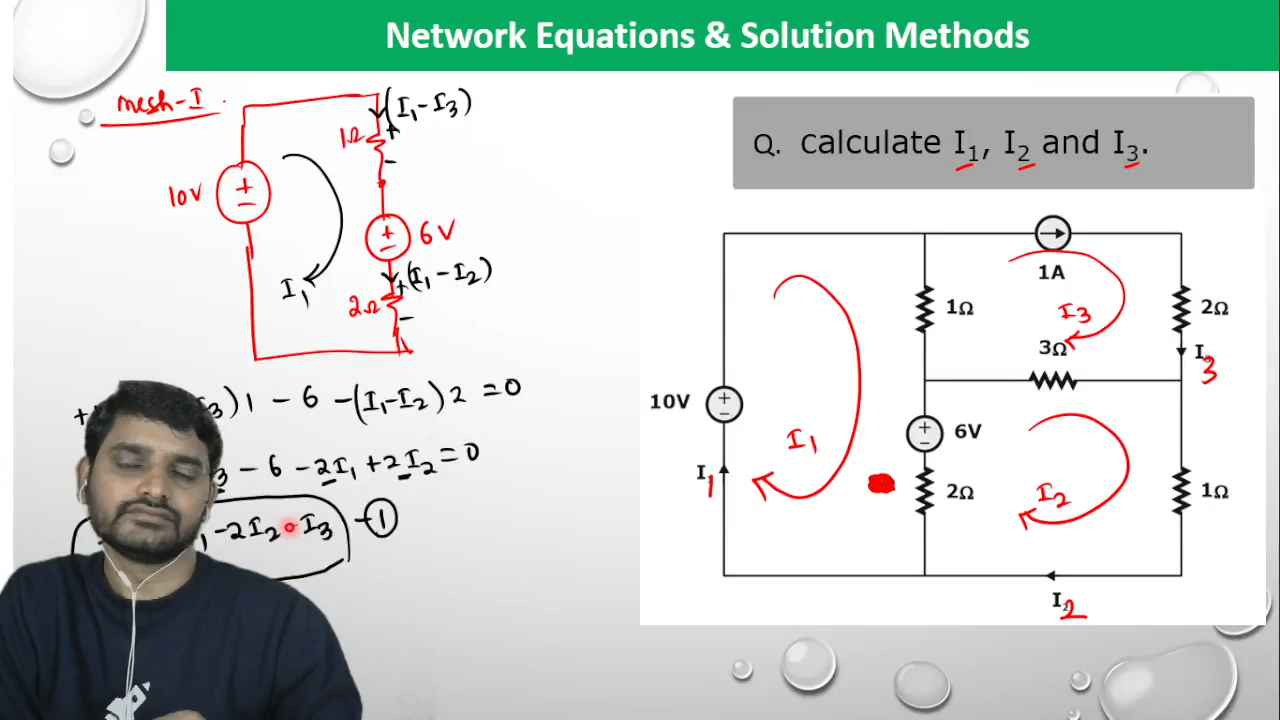 Network Equations & Solution Methods
mesh-I
(I₁-I₃)
1Ω
+
-
10V
+
-
+
-
6V
I₁
(I₁-I₂)
2Ω
+
-
)1 - 6 -(I₁-I₂)2 =0
3 - 6 -2I₁ +2I₂ =0
-2I₂ I₃ -①
Q. calculate I₁, I₂ and I₃.
1A
1Ω
I₃
2Ω
3Ω
I₃
10V
+
-
I₁
+
-
6V
I₁
2Ω
I₂
1Ω
I₂